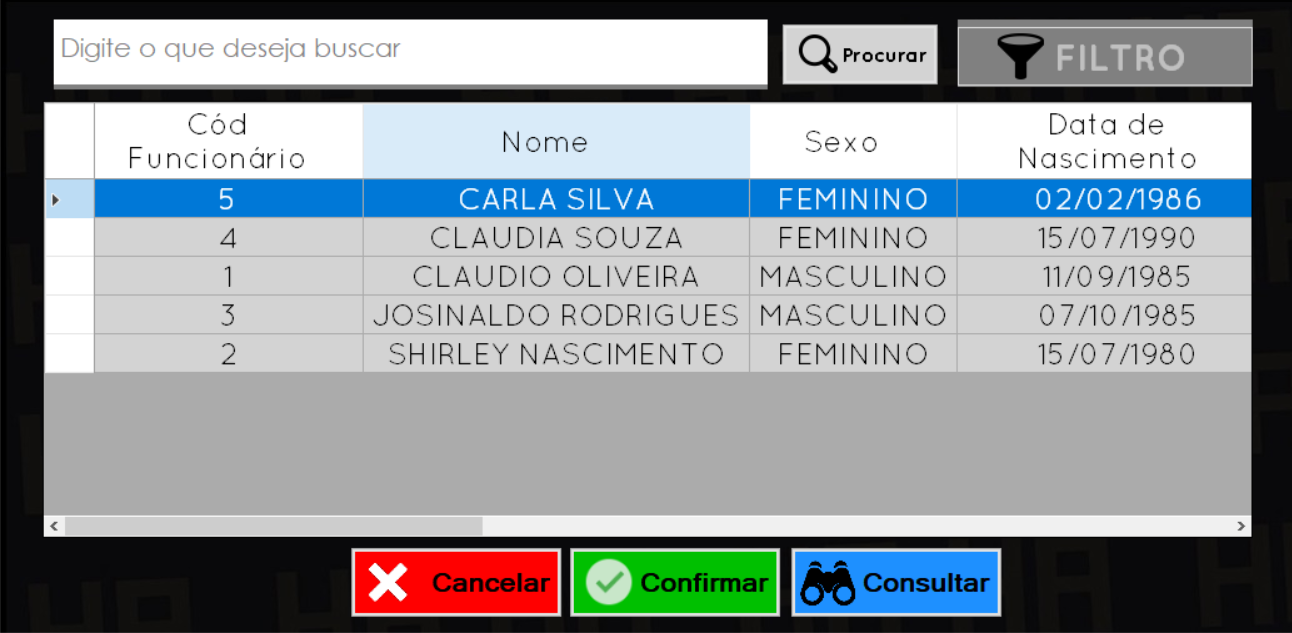 Digite o que deseja buscar
Procurar
FILTRO
Cód Funcionário Nome Sexo Data de Nascimento
5 CARLA SILVA FEMININO 02/02/1986
4 CLAUDIA SOUZA FEMININO 15/07/1990
1 CLAUDIO OLIVEIRA MASCULINO 11/09/1985
3 JOSINALDO RODRIGUES MASCULINO 07/10/1985
2 SHIRLEY NASCIMENTO FEMININO 15/07/1980
Cancelar
Confirmar
Consultar